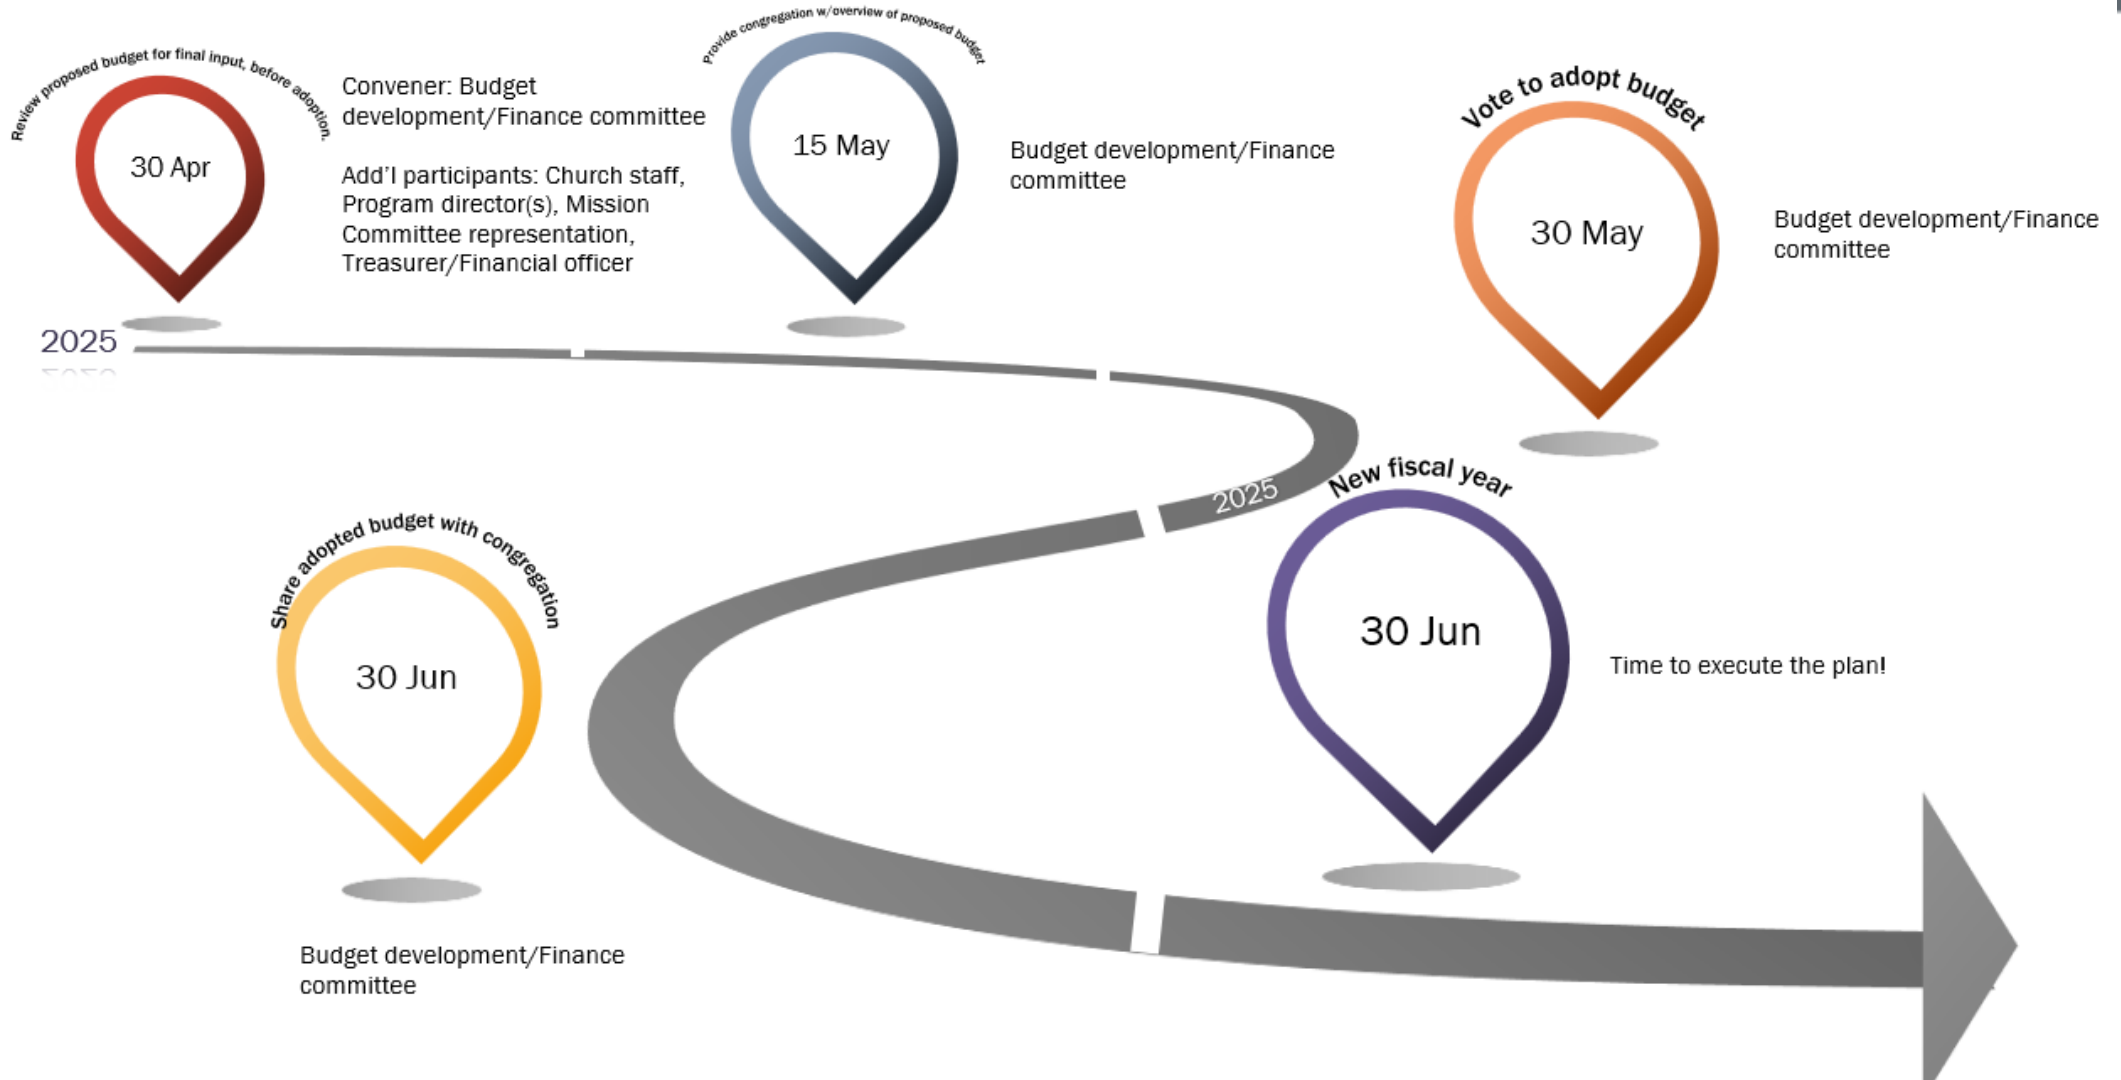 Review proposed budget for final input, before adoption.
30 Apr
Convener: Budget
development/Finance committee
Add'l participants: Church staff,
Program director(s), Mission
Committee representation,
Treasurer/Financial officer
Provide congregation w/overview of proposed budget
15 May
Budget development/Finance
committee
Vote to adopt budget
30 May
Budget development/Finance
committee
2025
2025
Share adopted budget with congregation
30 Jun
Budget development/Finance
committee
New fiscal year
30 Jun
Time to execute the plan!